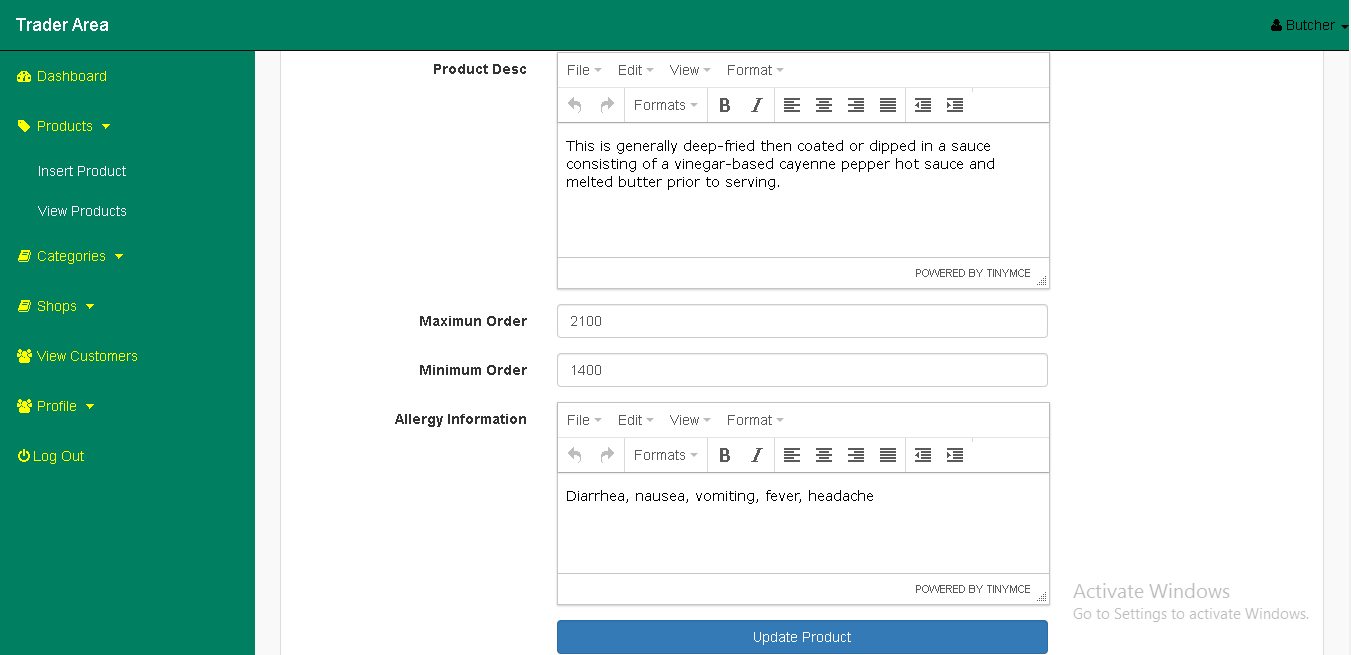 Trader Area
Butcher
Dashboard
Products
Insert Product
View Products
Categories
Shops
View Customers
Profile
Log Out
Product Desc
File Edit View Format
Formats B I
This is generally deep-fried then coated or dipped in a sauce
consisting of a vinegar-based cayenne pepper hot sauce and
melted butter prior to serving.
POWERED BY TINYMCE
Maximun Order
2100
Minimum Order
1400
Allergy Information
File Edit View Format
Formats B I
Diarrhea, nausea, vomiting, fever, headache
POWERED BY TINYMCE
Update Product
Activate Windows
Go to Settings to activate Windows.